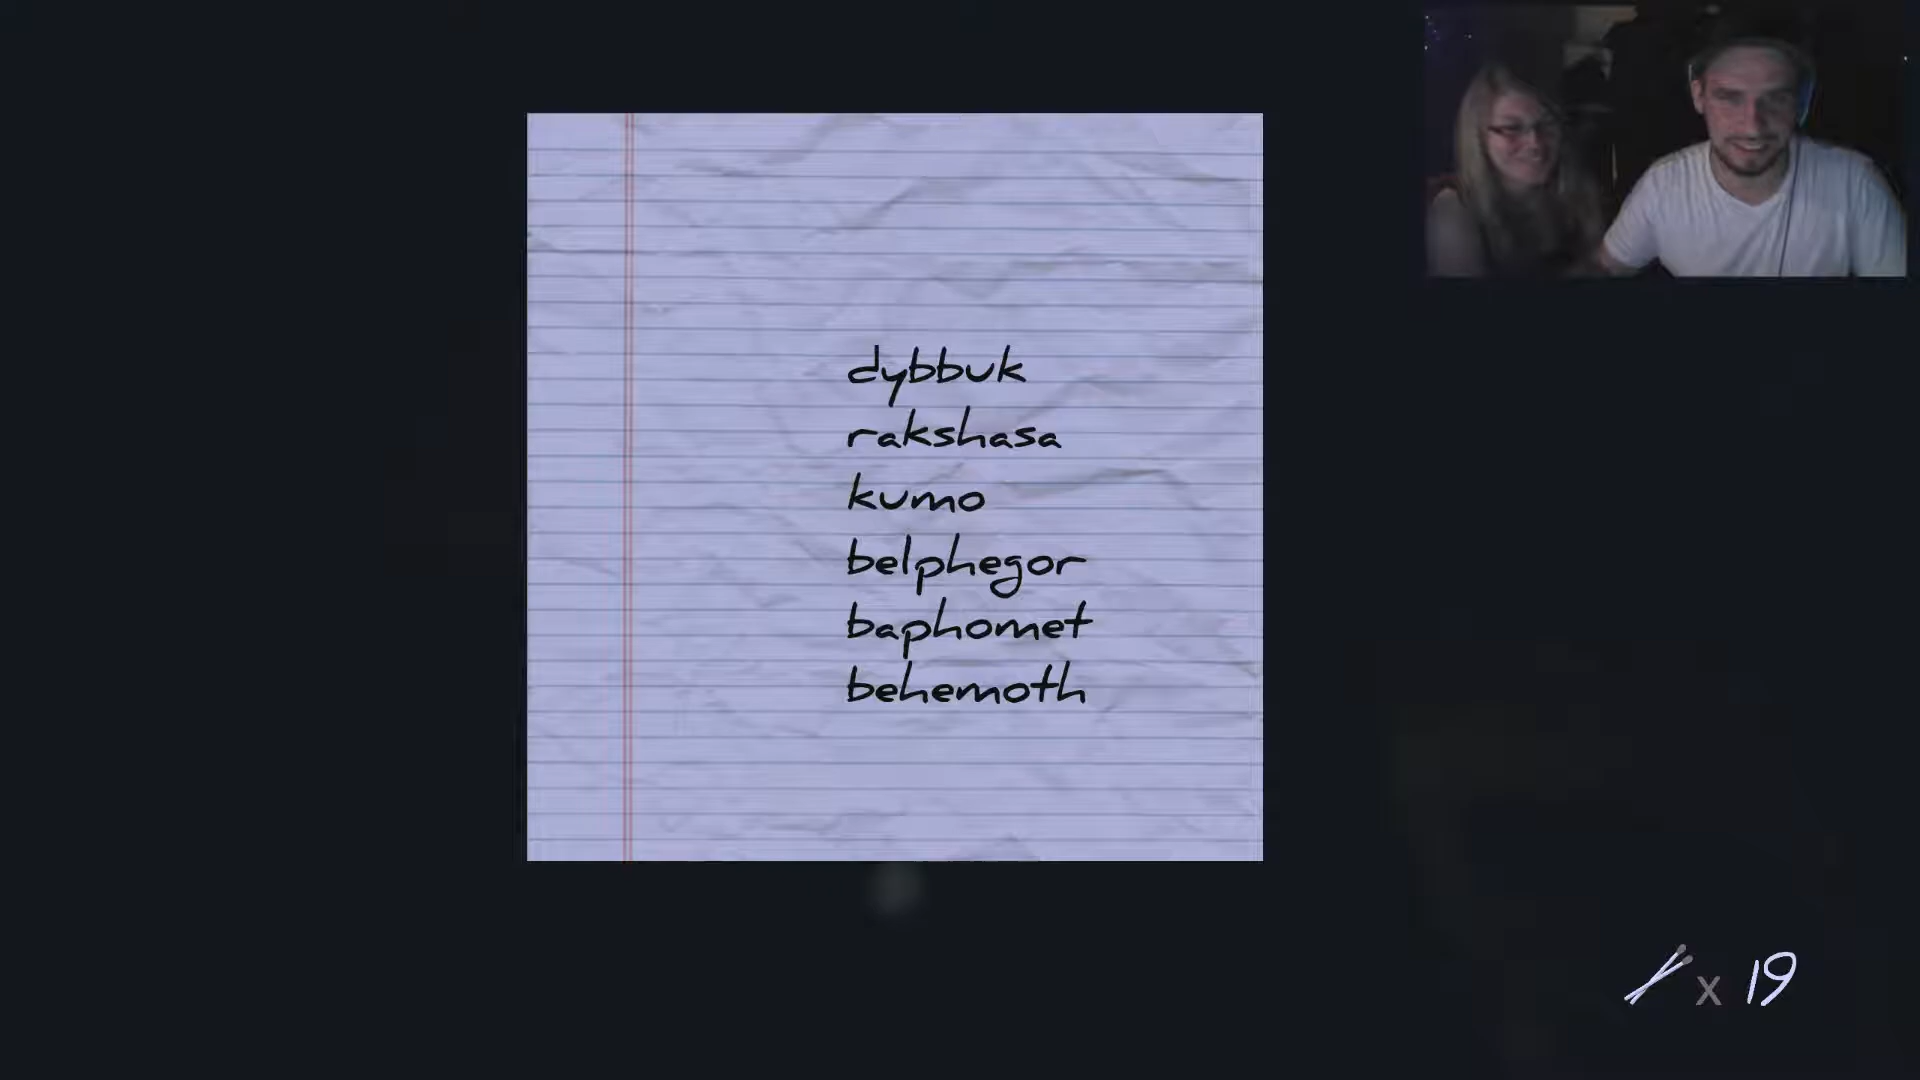 dybbuk
rakshasa
kumo
belphegor
baphomet
behemoth
x 19